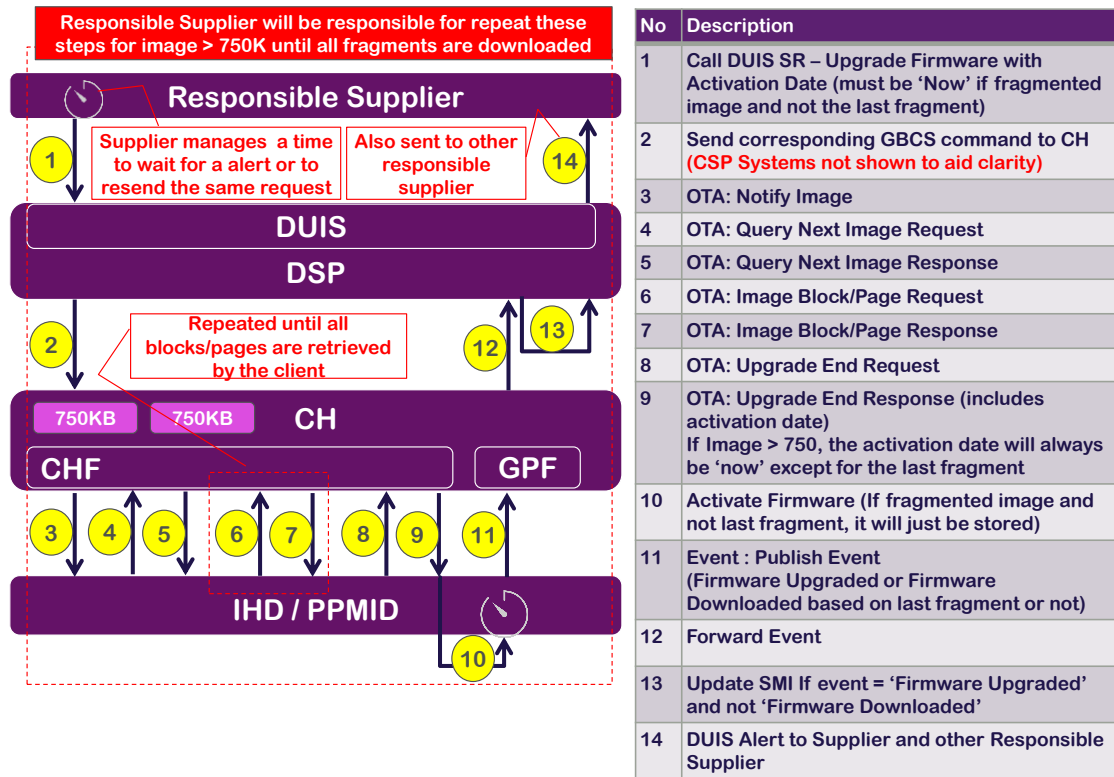 Responsible Supplier will be responsible for repeat these
steps for image > 750K until all fragments are downloaded
Responsible Supplier
1
Supplier manages  a time
to wait for a alert or to
resend the same request
Also sent to other
responsible
supplier
14
DUIS
DSP
2
Repeated until all
blocks/pages are retrieved
by the client
12
13
750KB
750KB
CH
CHF
GPF
3
4
5
6
7
8
9
11
IHD / PPMID
10
No Description
1 Call DUIS SR – Upgrade Firmware with
Activation Date (must be ‘Now’ if fragmented
image and not the last fragment)
2 Send corresponding GBCS command to CH
(CSP Systems not shown to aid clarity)
3 OTA: Notify Image
4 OTA: Query Next Image Request
5 OTA: Query Next Image Response
6 OTA: Image Block/Page Request
7 OTA: Image Block/Page Response
8 OTA: Upgrade End Request
9 OTA: Upgrade End Response (includes
activation date)
If Image > 750, the activation date will always
be ‘now’ except for the last fragment
10 Activate Firmware (If fragmented image and
not last fragment, it will just be stored)
11 Event : Publish Event
(Firmware Upgraded or Firmware
Downloaded based on last fragment or not)
12 Forward Event
13 Update SMI If event = ‘Firmware Upgraded’
and not ‘Firmware Downloaded’
14 DUIS Alert to Supplier and other Responsible
Supplier